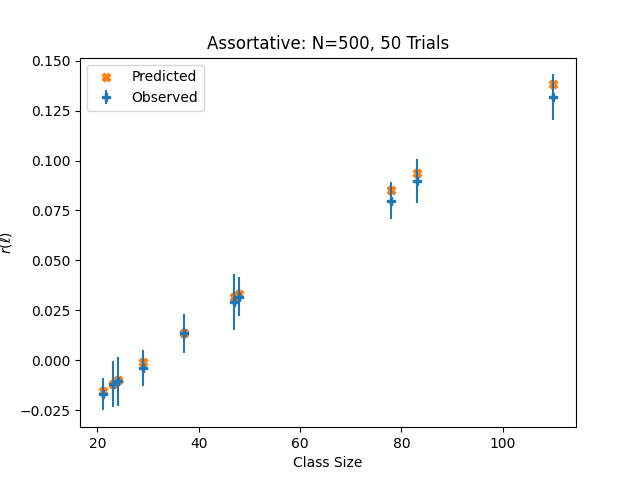 Assortative: N=500, 50 Trials
Predicted
Observed
0.150
0.125
0.100
0.075
0.050
0.025
0.000
−0.025
r(ℓ)
20 40 60 80 100
Class Size